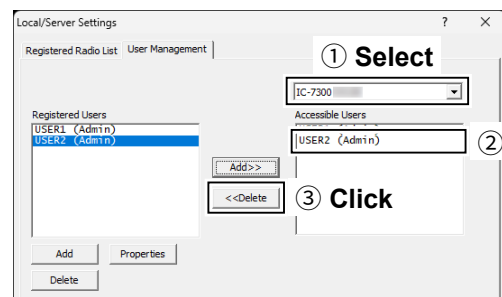 Local/Server Settings
? ×
Registered Radio List
User Management
① Select
IC-7300
Registered Users
Accessible Users
USER1 (Admin)
USER2 (Admin)
USER2 (Admin)
②
Add>>
<<Delete
③ Click
Add
Properties
Delete